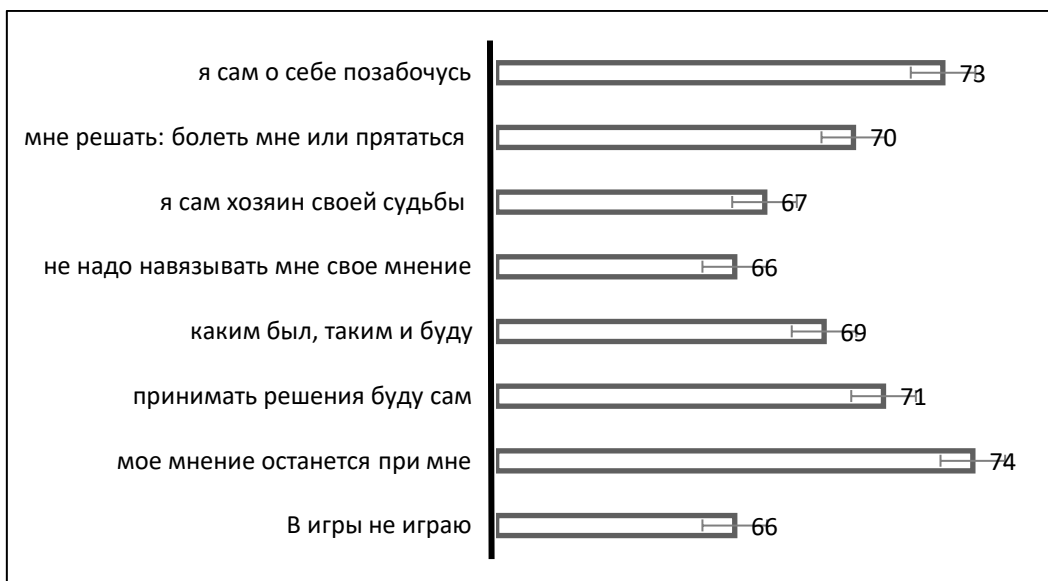 я сам о себе позабочусь 73
мне решать: болеть мне или прятаться 70
я сам хозяин своей судьбы 67
не надо навязывать мне свое мнение 66
каким был, таким и буду 69
принимать решения буду сам 71
мое мнение останется при мне 74
В игры не играю 66